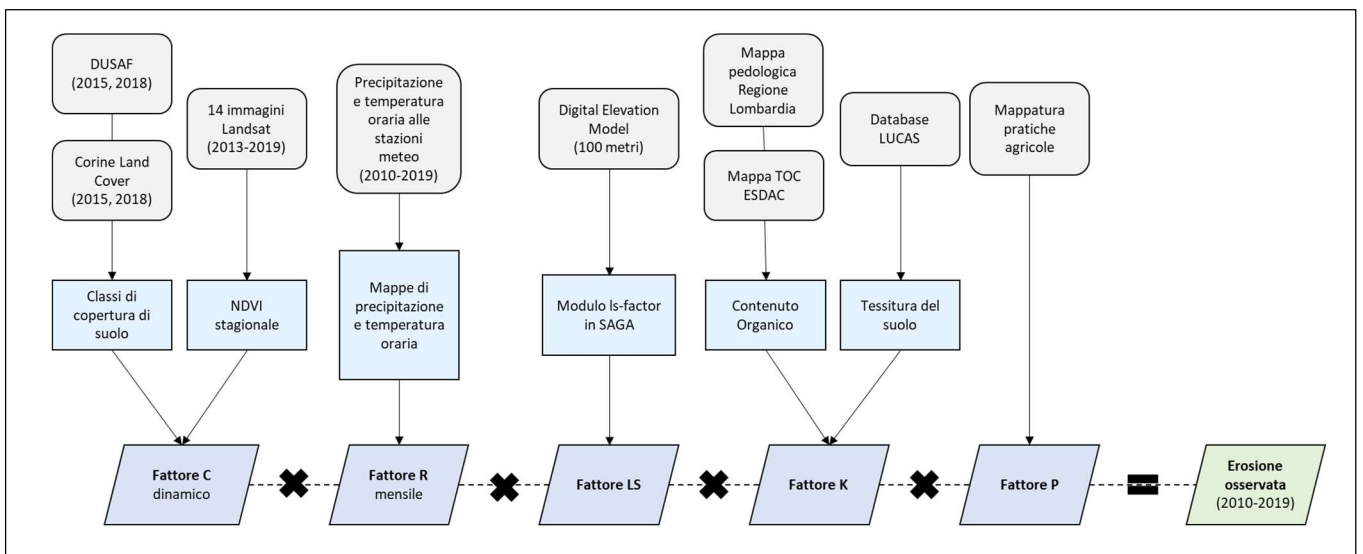 DUSAF
(2015, 2018)
Corine Land
Cover
(2015, 2018)
14 immagini
Landsat
(2013-2019)
Precipitazione
e temperatura
oraria alle
stazioni
meteo
(2010-2019)
Digital Elevation
Model
(100 metri)
Mappa
pedologica
Regione
Lombardia
Mappa TOC
ESDAC
Database
LUCAS
Mappatura
pratiche
agricole
Classi di
copertura di
suolo
NDVI
stagionale
Mappe di
precipitazione
e temperatura
oraria
Modulo ls-factor
in SAGA
Contenuto
Organico
Tessitura del
suolo
Fattore C
dinamico
Fattore R
mensile
Fattore LS
Fattore K
Fattore P
Erosione
osservata
(2010-2019)